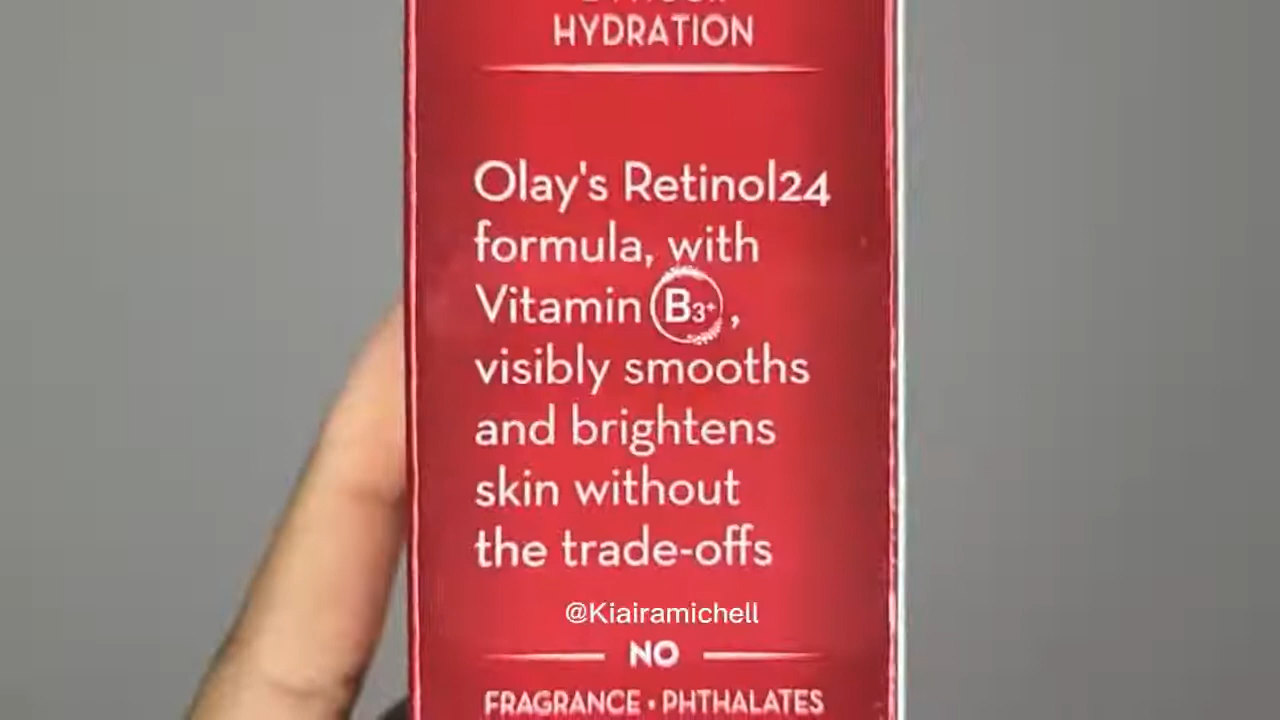 HYDRATION
Olay's Retinol24
formula, with
Vitamin B3+,
visibly smooths
and brightens
skin without
the trade-offs
@Kiairamichell
NO
FRAGRANCE • PHTHALATES